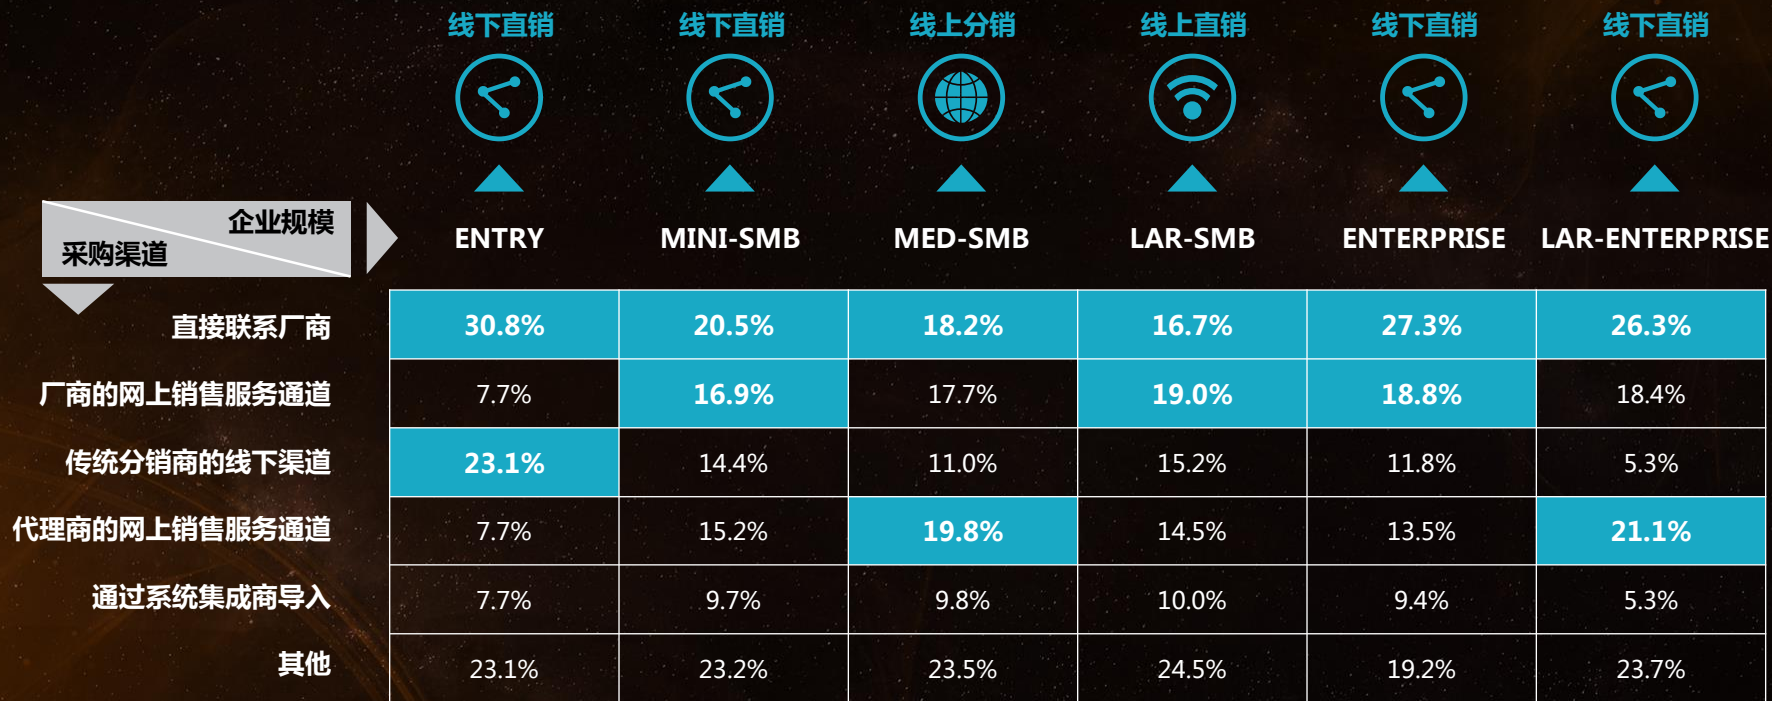 线下直销 线下直销 线上分销 线上直销 线下直销 线下直销
企业规模
采购渠道
ENTRY MINI-SMB MED-SMB LAR-SMB ENTERPRISE LAR-ENTERPRISE
直接联系厂商 30.8% 20.5% 18.2% 16.7% 27.3% 26.3%
厂商的网上销售服务通道 7.7% 16.9% 17.7% 19.0% 18.8% 18.4%
传统分销商的线下渠道 23.1% 14.4% 11.0% 15.2% 11.8% 5.3%
代理商的网上销售服务通道 7.7% 15.2% 19.8% 14.5% 13.5% 21.1%
通过系统集成商导入 7.7% 9.7% 9.8% 10.0% 9.4% 5.3%
其他 23.1% 23.2% 23.5% 24.5% 19.2% 23.7%